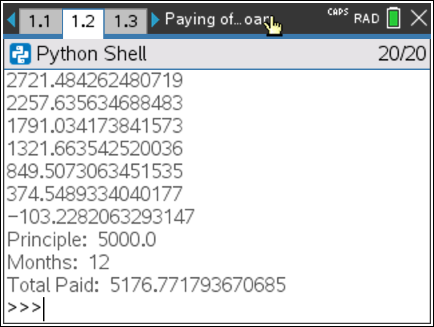 1.1 1.2 1.3 Paying of...oan CAPS RAD
Python Shell 20/20
2721.484262480719
2257.635634688483
1791.034173841573
1321.663542520036
849.5073063451535
374.5489334040177
-103.2282063293147
Principle: 5000.0
Months: 12
Total Paid: 5176.771793670685
>>>